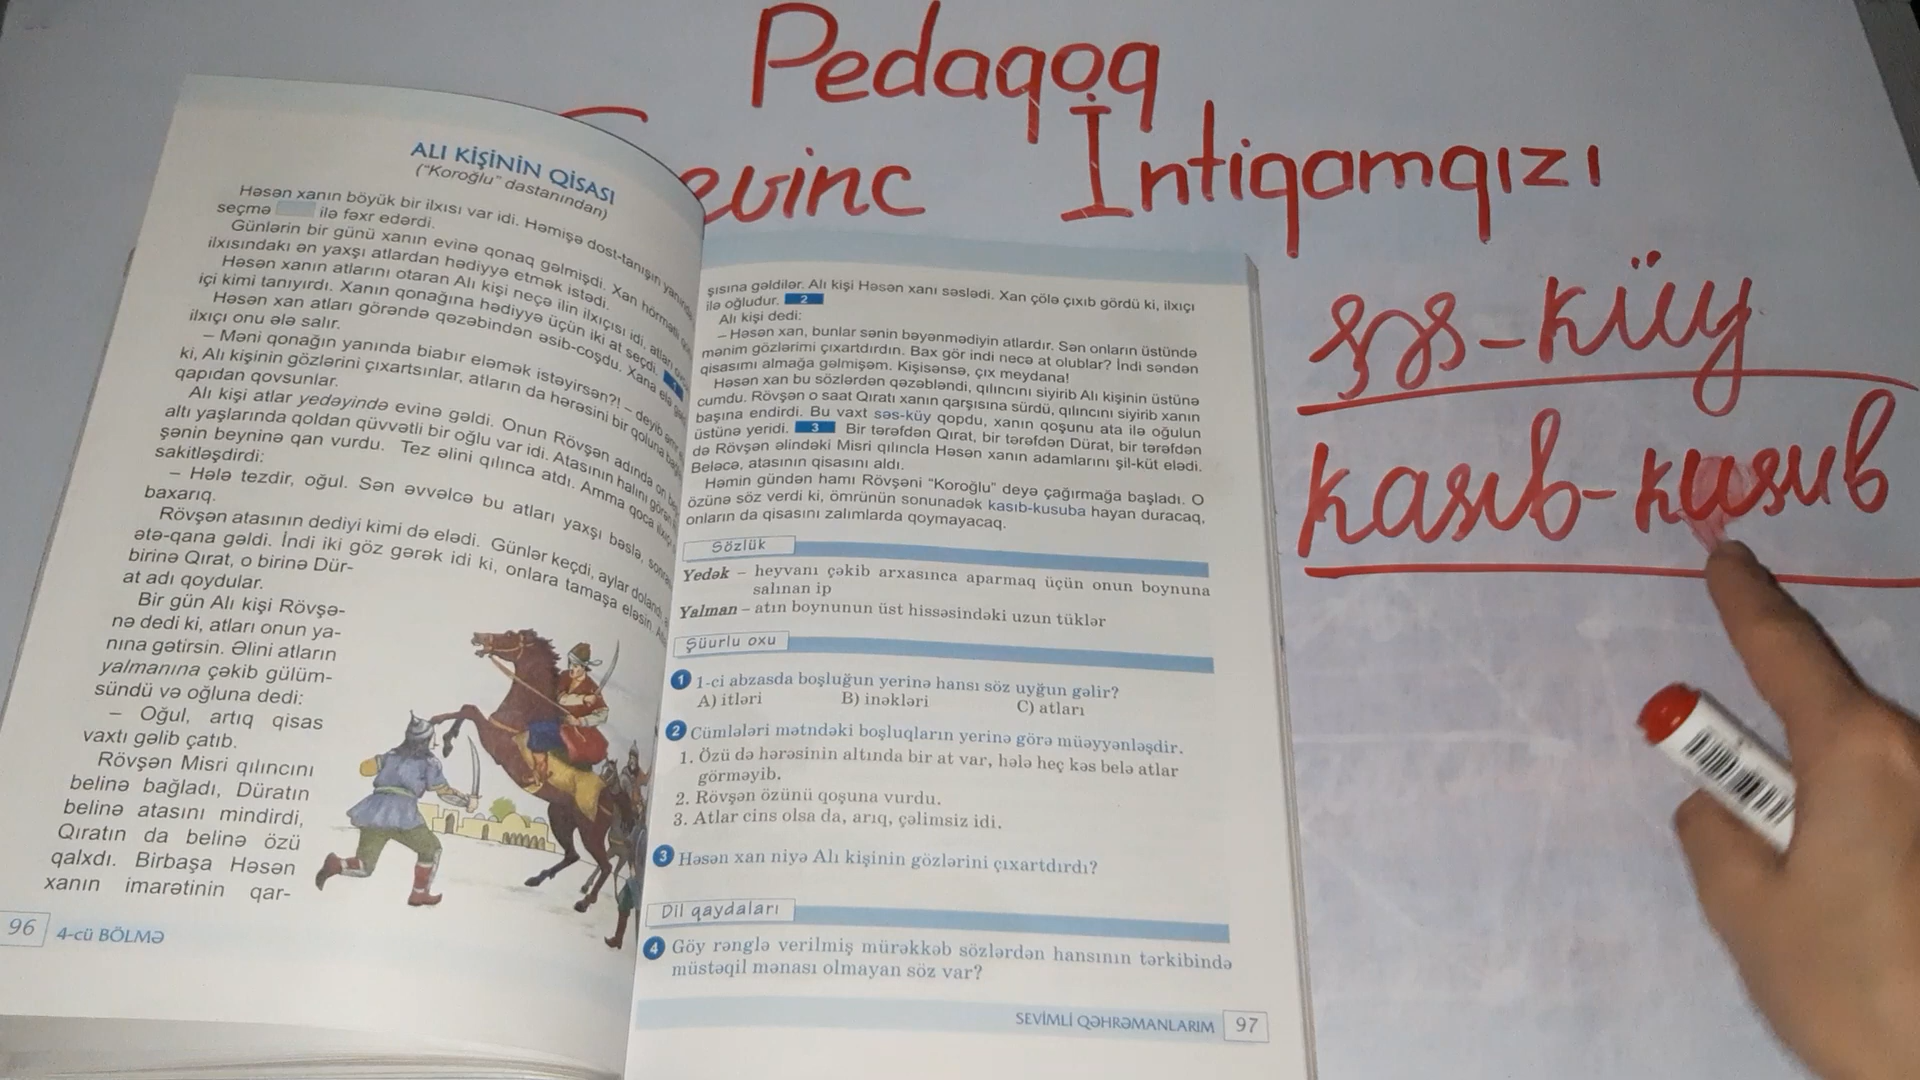 Pedaqoq
evinc İntiqamqızı
səs-küy
kasıb-kusub
ALI KİŞİNİN QİSASI
("Koroğlu" dastanından)
Həsən xanın böyük bir ilxısı var idi. Həmişə dost-tanışın yanında
seçmə ilə fəxr edərdi.
Günlərin bir günü xanın evinə qonaq gəlmişdi. Xan hörmətli
ilxısındakı ən yaxşı atlardan hədiyyə etmək istədi.
Həsən xanın atlarını otaran Alı kişi neçə ilin ilxıçısı idi, atları
içi kimi tanıyırdı. Xanın qonağına hədiyyə üçün iki at seçdi. 1
Həsən xan atları görəndə qəzəbindən əsib-coşdu. Xana elə
ilxıçı onu ələ salır.
– Məni qonağın yanında biabır eləmək istəyirsən?! – deyib
ki, Alı kişinin gözlərini çıxartsınlar, atların da hərəsini bir qoluna
qapıdan qovsunlar.
Alı kişi atlar yedəyində evinə gəldi. Onun Rövşən adında on
altı yaşlarında qoldan qüvvətli bir oğlu var idi. Atasının halını
şənin beyninə qan vurdu. Tez əlini qılınca atdı. Amma qoca
sakitləşdirdi:
– Hələ tezdir, oğul. Sən əvvəlcə bu atları yaxşı bəslə,
baxarıq.
Rövşən atasının dediyi kimi də elədi. Günlər keçdi, aylar
ətə-qana gəldi. İndi iki göz gərək idi ki, onlara tamaşa eləsin.
birinə Qırat, o birinə Dür-
at adı qoydular.
Bir gün Alı kişi Rövşə-
nə dedi ki, atları onun ya-
nına gətirsin. Əlini atların
yalmanına çəkib gülüm-
sündü və oğluna dedi:
– Oğul, artıq qisas
vaxtı gəlib çatıb.
Rövşən Misri qılıncını
belinə bağladı, Düratın
belinə atasını mindirdi,
Qıratın da belinə özü
qalxdı. Birbaşa Həsən
xanın imarətinin qar-
96 4-cü BÖLMƏ
şısına gəldilər. Alı kişi Həsən xanı səslədi. Xan çölə çıxıb gördü ki, ilxıçı
ilə oğludur. 2
Alı kişi dedi:
– Həsən xan, bunlar sənin bəyənmədiyin atlardır. Sən onların üstündə
mənim gözlərimi çıxartdırdın. Bax gör indi necə at olublar? İndi səndən
qisasımı almağa gəlmişəm. Kişisənsə, çıx meydana!
Həsən xan bu sözlərdən qəzəbləndi, qılıncını siyirib Alı kişinin üstünə
cumdu. Rövşən o saat Qıratı xanın qarşısına sürdü, qılıncını siyirib xanın
başına endirdi. Bu vaxt səs-küy qopdu, xanın qoşunu ata ilə oğulun
üstünə yeridi. 3 Bir tərəfdən Qırat, bir tərəfdən Dürat, bir tərəfdən
də Rövşən əlindəki Misri qılıncla Həsən xanın adamlarını şil-küt elədi.
Beləcə, atasının qisasını aldı.
Həmin gündən hamı Rövşəni "Koroğlu" deyə çağırmağa başladı. O
özünə söz verdi ki, ömrünün sonunadək kasıb-kusuba hayan duracaq,
onların da qisasını zalımlarda qoymayacaq.
Sözlük
Yedək – heyvanı çəkib arxasınca aparmaq üçün onun boynuna
salınan ip
Yalman – atın boynunun üst hissəsindəki uzun tüklər
Şüurlu oxu
1 1-ci abzasda boşluğun yerinə hansı söz uyğun gəlir?
A) itləri B) inəkləri C) atları
2 Cümlələri mətndəki boşluqların yerinə görə müəyyənləşdir.
1. Özü də hərəsinin altında bir at var, hələ heç kəs belə atlar
görməyib.
2. Rövşən özünü qoşuna vurdu.
3. Atlar cins olsa da, arıq, çəlimsiz idi.
3 Həsən xan niyə Alı kişinin gözlərini çıxartdırdı?
Dil qaydaları
4 Göy rənglə verilmiş mürəkkəb sözlərdən hansının tərkibində
müstəqil mənası olmayan söz var?
SEVİMLİ QƏHRƏMANLARIM 97